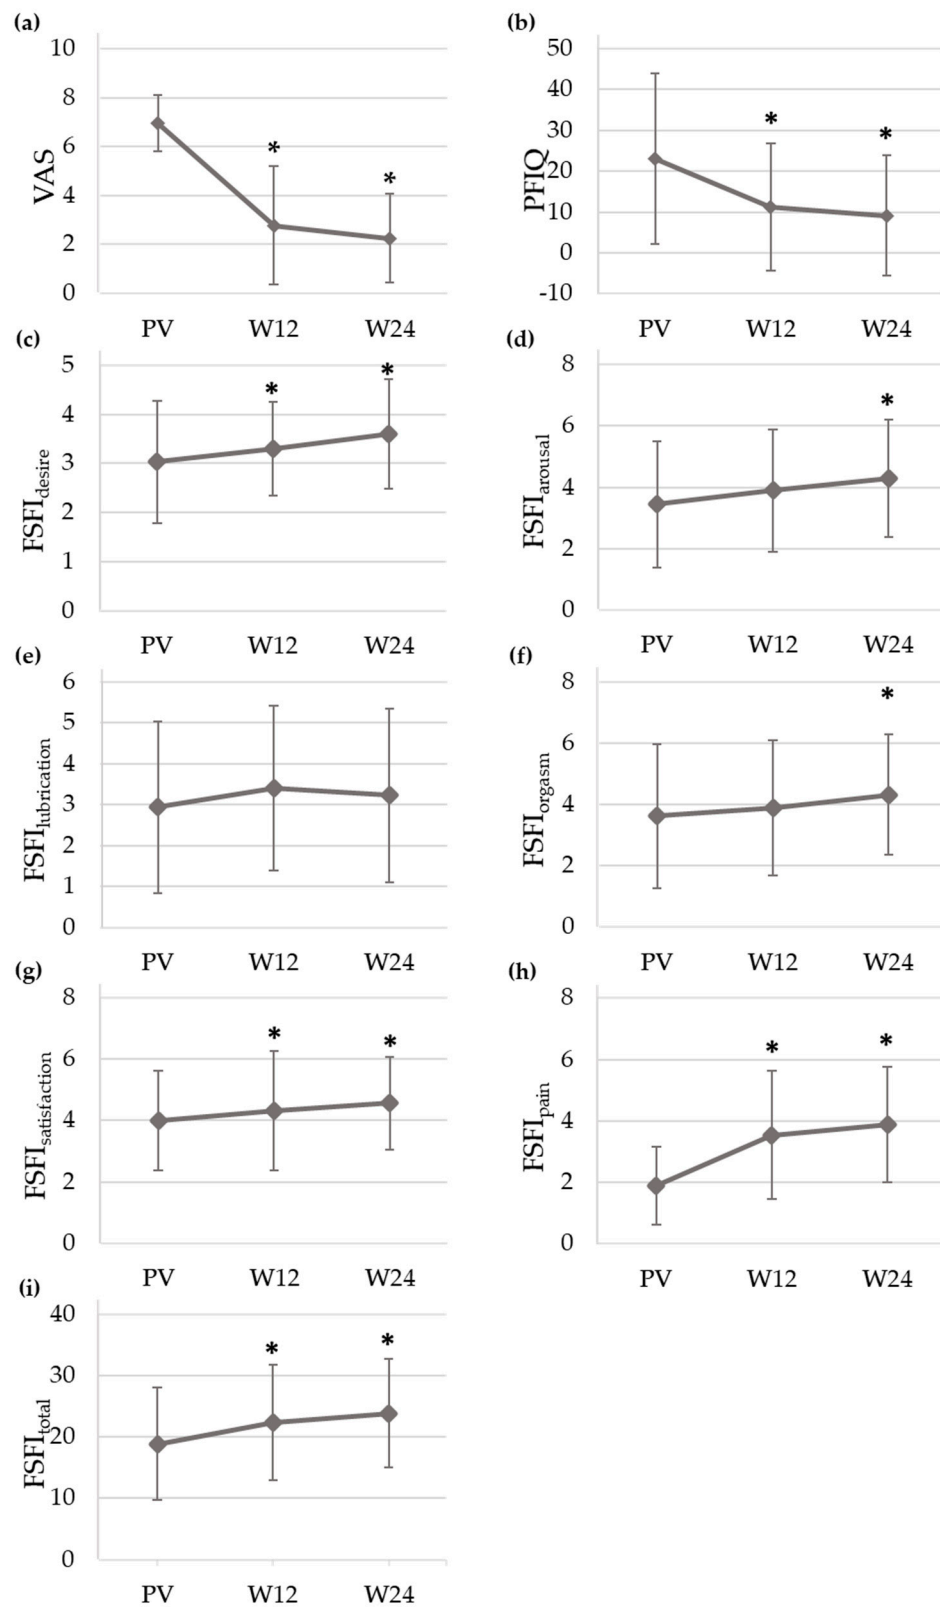 (a)
VAS
10
8
6
4
2
0
*
*
PV W12 W24
(b)
PFIQ
50
40
30
20
10
0
-10
*
*
PV W12 W24
(c)
FSFIdesire
5
4
3
2
1
0
*
*
PV W12 W24
(d)
FSFIarousal
8
6
4
2
0
*
PV W12 W24
(e)
FSFIlubrication
6
5
4
3
2
1
0
PV W12 W24
(f)
FSFIorgasm
8
6
4
2
0
*
PV W12 W24
(g)
FSFIsatisfaction
8
6
4
2
0
*
*
PV W12 W24
(h)
FSFIpain
8
6
4
2
0
*
*
PV W12 W24
(i)
FSFItotal
40
30
20
10
0
*
*
PV W12 W24